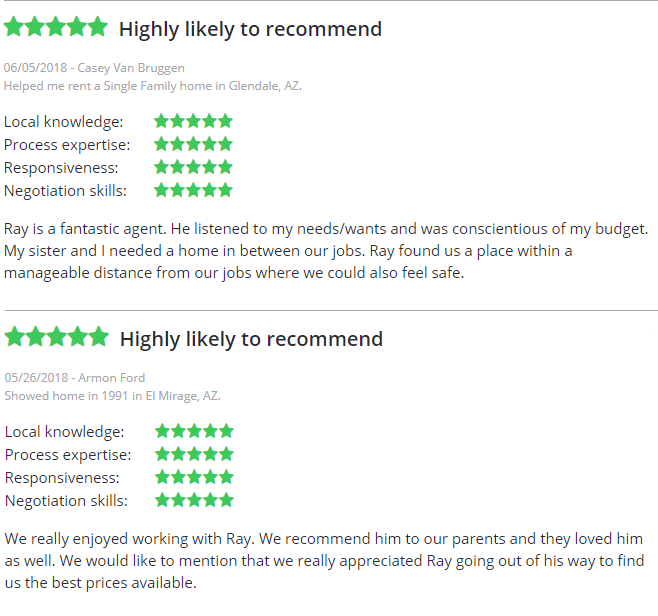 Highly likely to recommend
06/05/2018 - Casey Van Bruggen
Helped me rent a Single Family home in Glendale, AZ.
Local knowledge:
Process expertise:
Responsiveness:
Negotiation skills:
Ray is a fantastic agent. He listened to my needs/wants and was conscientious of my budget.
My sister and I needed a home in between our jobs. Ray found us a place within a
manageable distance from our jobs where we could also feel safe.
Highly likely to recommend
05/26/2018 - Armon Ford
Showed home in 1991 in El Mirage, AZ.
Local knowledge:
Process expertise:
Responsiveness:
Negotiation skills:
We really enjoyed working with Ray. We recommend him to our parents and they loved him
as well. We would like to mention that we really appreciated Ray going out of his way to find
us the best prices available.